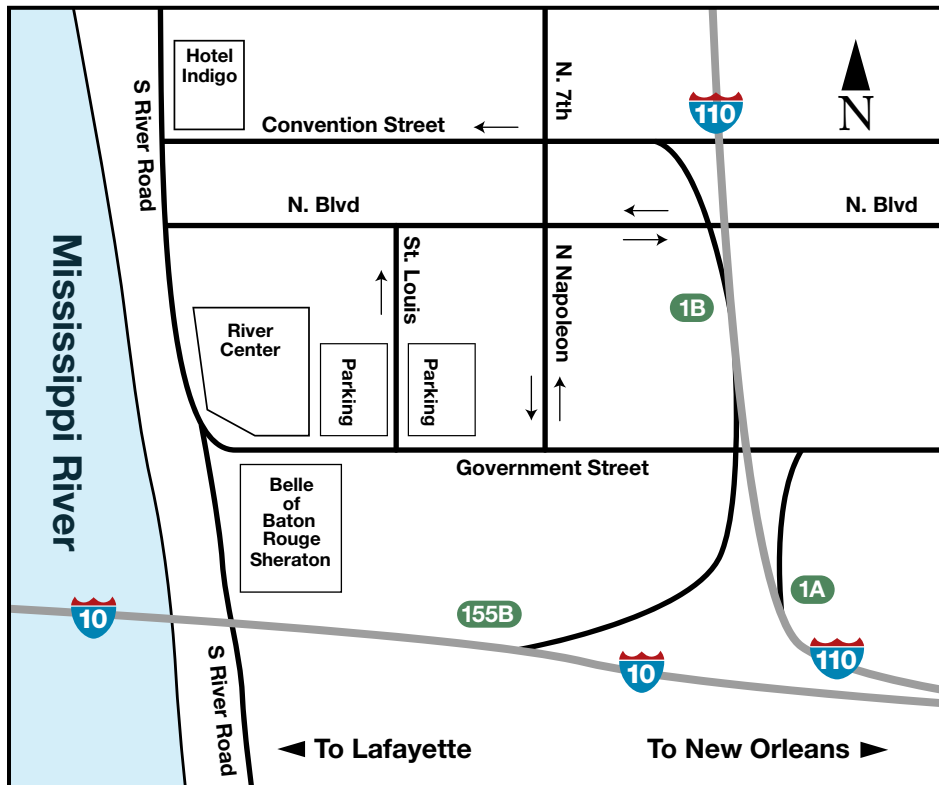 Hotel
Indigo
S River Road
N. 7th
110
N
Convention Street
N. Blvd
N. Blvd
St. Louis
N Napoleon
Mississippi River
River
Center
Parking
Parking
1B
Government Street
Belle
of
Baton
Rouge
Sheraton
1A
155B
10
110
10
S River Road
To Lafayette
To New Orleans